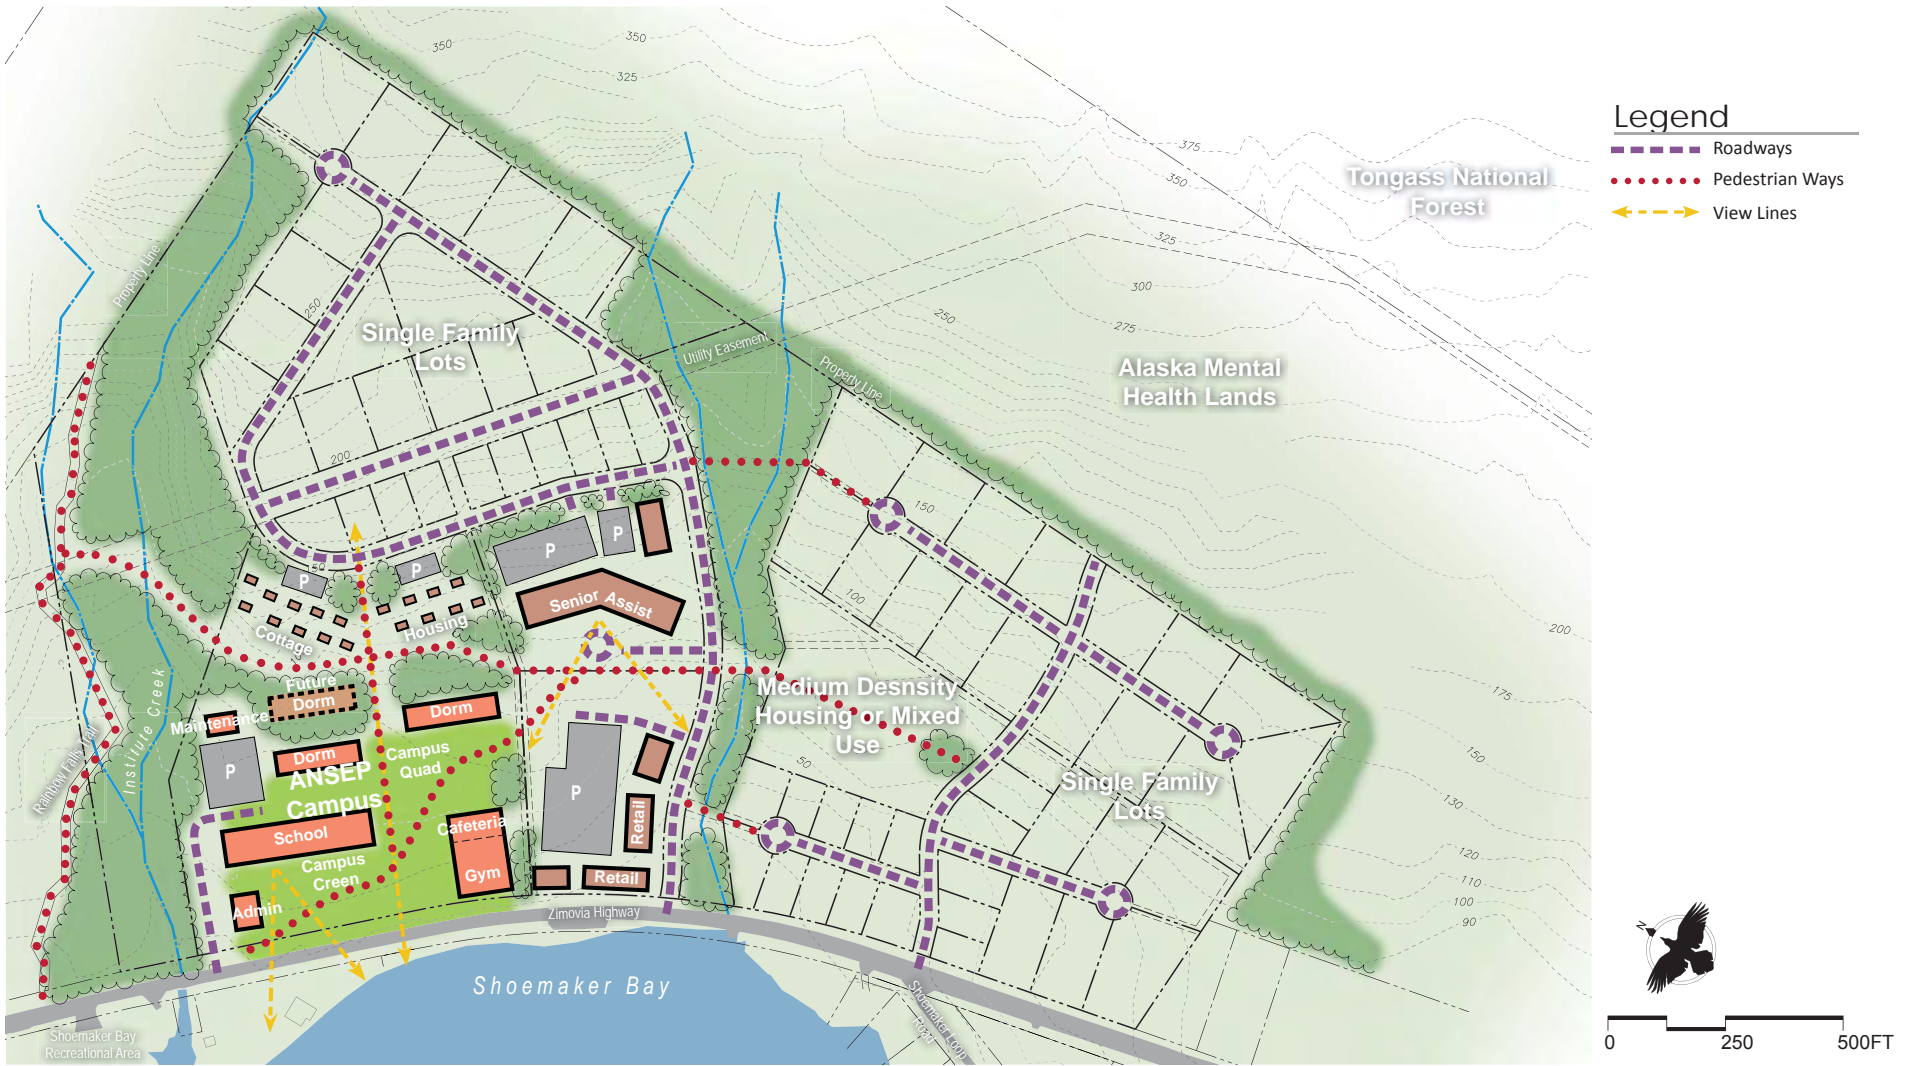 Legend
Roadways
Pedestrian Ways
View Lines
350
350
325
375
350
325
Tongass National
Forest
Property Line
250
Single Family
Lots
Utility Easement
Property Line
300
275
250
Alaska Mental
Health Lands
200
150
P
P
P
P
50
100
200
Senior Assist
Cottage
Housing
Institute Creek
Future
Dorm
Maintenance
Dorm
Dorm
Campus
Quad
P
ANSEP
Campus
School
Cafeteria
Gym
Campus
Creen
Admin
Rainbow Falls Trail
P
Retail
Retail
Medium Desnsity
Housing or Mixed
Use
50
Single Family
Lots
175
150
130
120
110
100
90
Zimovia Highway
Shoemaker Bay
Shoemaker Loop
Road
Shoemaker Bay
Recreational Area
N
0
250
500FT